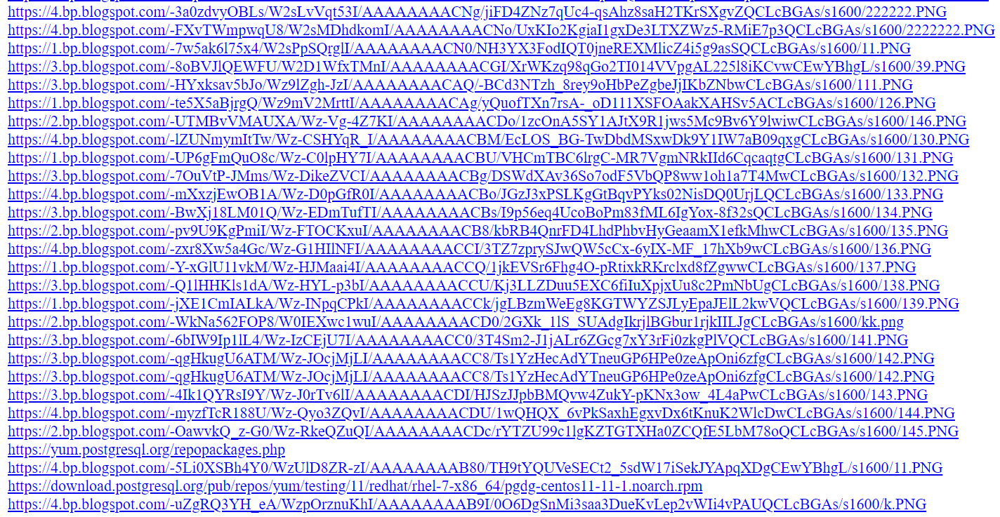 https://4.bp.blogspot.com/-3a0zdvyOBLs/W2sLvVqt53I/AAAAAAAACNg/jiFD4ZNz7qUc4-qsAhz8saH2TKrSXgvZQCLcBGAs/s1600/222222.PNG
https://4.bp.blogspot.com/-FXvTWmpwqU8/W2sMDhdkomI/AAAAAAAACNo/UxKIo2KgiaI1gxDe3LTXZWz5-RMiE7p3QCLcBGAs/s1600/2222222.PNG
https://1.bp.blogspot.com/-7w5ak6l75x4/W2sPpSQrglI/AAAAAAAACN0/NH3YX3FodIQT0jneREXMlicZ4i5g9asSQCLcBGAs/s1600/11.PNG
https://3.bp.blogspot.com/-8oBVJlQEWFU/W2D1WfxTMnI/AAAAAAAACGI/XrWKzq98qGo2TI014VVpgAL225l8iKCvwCEwYBhgL/s1600/39.PNG
https://3.bp.blogspot.com/-HYxksav5bJo/Wz9lZgh-JzI/AAAAAAAACAQ/-BCd3NTzh_8rey9oHbPeZgbeJjIKbZNbwCLcBGAs/s1600/111.PNG
https://1.bp.blogspot.com/-te5X5aBjrgQ/Wz9mV2MrttI/AAAAAAAACAg/yQuofTXn7rsA-_oD111XSFOAakXAHSv5ACLcBGAs/s1600/126.PNG
https://2.bp.blogspot.com/-UTMBvVMAUXA/Wz-Vg-4Z7KI/AAAAAAAACDo/1zcOnA5SY1AJtX9R1jws5Mc9Bv6Y9lwiwCLcBGAs/s1600/146.PNG
https://4.bp.blogspot.com/-lZUNmymItTw/Wz-CSHYqR_I/AAAAAAAACBM/EcLOS_BG-TwDbdMSxwDk9Y1IW7aB09qxgCLcBGAs/s1600/130.PNG
https://1.bp.blogspot.com/-UP6gFmQuO8c/Wz-C0lpHY7I/AAAAAAAACBU/VHCmTBC6lrgC-MR7VgmNRkIId6CqcaqtgCLcBGAs/s1600/131.PNG
https://3.bp.blogspot.com/-7OuVtP-JMms/Wz-DikeZVCI/AAAAAAAACBg/DSWdXAv36So7odF5VbQP8ww1oh1a7T4MwCLcBGAs/s1600/132.PNG
https://4.bp.blogspot.com/-mXxzjEwOB1A/Wz-D0pGfR0I/AAAAAAAACBo/JGzJ3xPSLKgGtBqvPYks02NisDQ0UrjLQCLcBGAs/s1600/133.PNG
https://3.bp.blogspot.com/-BwXj18LM01Q/Wz-EDmTufTI/AAAAAAAACBs/I9p56eq4UcoBoPm83fML6IgYox-8f32sQCLcBGAs/s1600/134.PNG
https://2.bp.blogspot.com/-pv9U9KgPmiI/Wz-FTOCKxuI/AAAAAAAACB8/kbRB4QnrFD4LhdPhbvHyGeaamX1efkMhwCLcBGAs/s1600/135.PNG
https://4.bp.blogspot.com/-zxr8Xw5a4Gc/Wz-G1HIlNFI/AAAAAAAACCI/3TZ7zprySJwQW5cCx-6yIX-MF_17hXb9wCLcBGAs/s1600/136.PNG
https://1.bp.blogspot.com/-Y-xGlU11vkM/Wz-HJMaai4I/AAAAAAAACCQ/1jkEVSr6Fhg4O-pRtixkRKrclxd8fZgwwCLcBGAs/s1600/137.PNG
https://3.bp.blogspot.com/-Q1lHHKls1dA/Wz-HYL-p3bI/AAAAAAAACCU/Kj3LLZDuu5EXC6fiIuXpjxUu8c2PmNbUgCLcBGAs/s1600/138.PNG
https://1.bp.blogspot.com/-jXE1CmIALkA/Wz-INpqCPkI/AAAAAAAACCk/jgLBzmWeEg8KGTWYZSJLyEpaJElL2kwVQCLcBGAs/s1600/139.PNG
https://2.bp.blogspot.com/-WkNa562FOP8/W0IEXwc1wuI/AAAAAAAACD0/2GXk_1lS_SUAdgIkrjlBGbur1rjkIILJgCLcBGAs/s1600/kk.png
https://3.bp.blogspot.com/-6bIW9Ip1lL4/Wz-IzCEjU7I/AAAAAAAACC0/3T4Sm2-J1jALr6ZGcg7xY3rFi0zkgPlVQCLcBGAs/s1600/141.PNG
https://3.bp.blogspot.com/-qgHkugU6ATM/Wz-JOcjMjLI/AAAAAAAACC8/Ts1YzHecAdYTneuGP6HPe0zeApOni6zfgCLcBGAs/s1600/142.PNG
https://3.bp.blogspot.com/-qgHkugU6ATM/Wz-JOcjMjLI/AAAAAAAACC8/Ts1YzHecAdYTneuGP6HPe0zeApOni6zfgCLcBGAs/s1600/142.PNG
https://3.bp.blogspot.com/-4Ik1QYRsI9Y/Wz-J0rTv6lI/AAAAAAAACDI/HJSzJJpbBMQvw4ZukY-pKNx3ow_4L4aPwCLcBGAs/s1600/143.PNG
https://4.bp.blogspot.com/-myzfTcR188U/Wz-Qyo3ZQvI/AAAAAAAACDU/1wQHQX_6vPkSaxhEgxvDx6tKnuK2WlcDwCLcBGAs/s1600/144.PNG
https://2.bp.blogspot.com/-OawvkQ_z-G0/Wz-RkeQZuQI/AAAAAAAACDc/rYTZU99c1lgKZTGTXHa0ZCQfE5LbM78oQCLcBGAs/s1600/145.PNG
https://yum.postgresql.org/repopackages.php
https://4.bp.blogspot.com/-5Li0XSBh4Y0/WzUlD8ZR-zI/AAAAAAAAB80/TH9tYQUVeSECt2_5sdW17iSekJYApqXDgCEwYBhgL/s1600/11.PNG
https://download.postgresql.org/pub/repos/yum/testing/11/redhat/rhel-7-x86_64/pgdg-centos11-11-1.noarch.rpm
https://4.bp.blogspot.com/-uZgRQ3YH_eA/WzpOrznuKhI/AAAAAAAAB9I/0O6DgSnMi3saa3DueKvLep2vWIi4vPAUQCLcBGAs/s1600/k.PNG